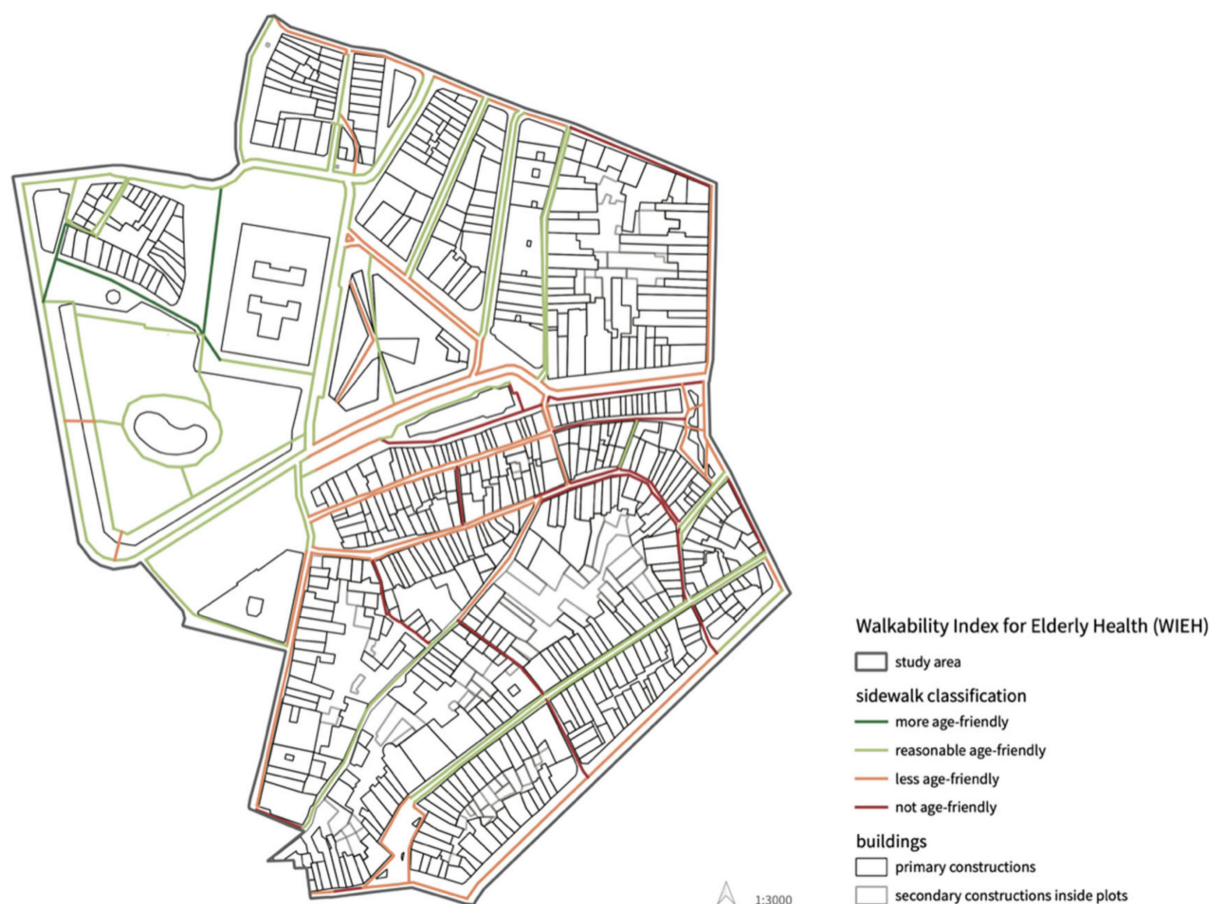 Walkability Index for Elderly Health (WIEH)
study area
sidewalk classification
more age-friendly
reasonable age-friendly
less age-friendly
not age-friendly
buildings
primary constructions
secondary constructions inside plots
1:3000